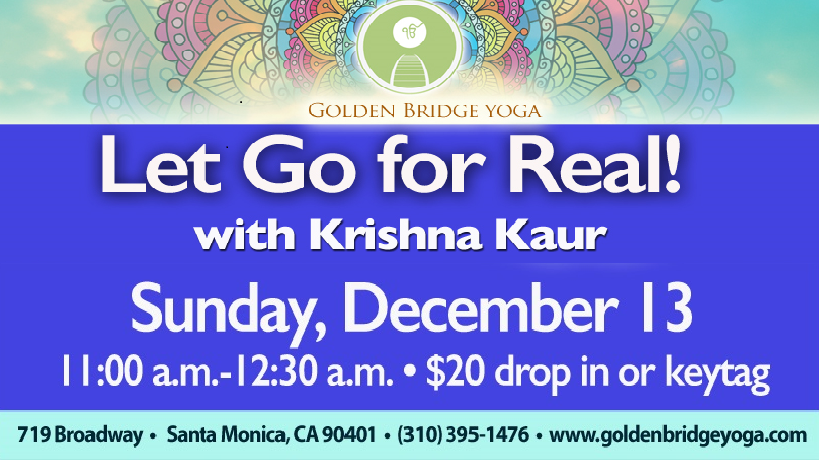 ੴ
GOLDEN BRIDGE YOGA
Let Go for Real!
with Krishna Kaur
Sunday, December 13
11:00 a.m.-12:30 a.m. • $20 drop in or keytag
719 Broadway • Santa Monica, CA 90401 • (310) 395-1476 • www.goldenbridgeyoga.com